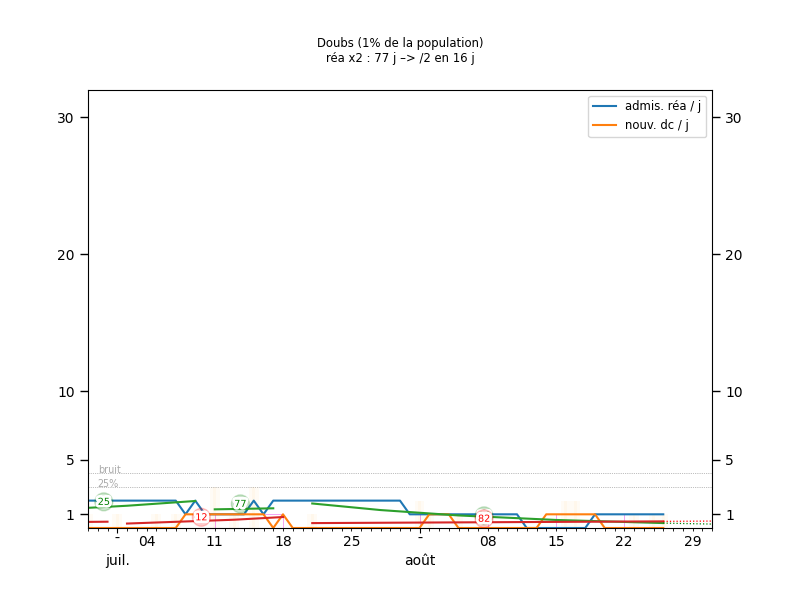 Doubs (1% de la population)
réa x2 : 77 j –> /2 en 16 j
admis. réa / j
nouv. dc / j
30 30
20 20
10 10
5 5
1 1
bruit
25%
25 12 77 82
- 04 11 18 25 - 08 15 22 29
juil. août